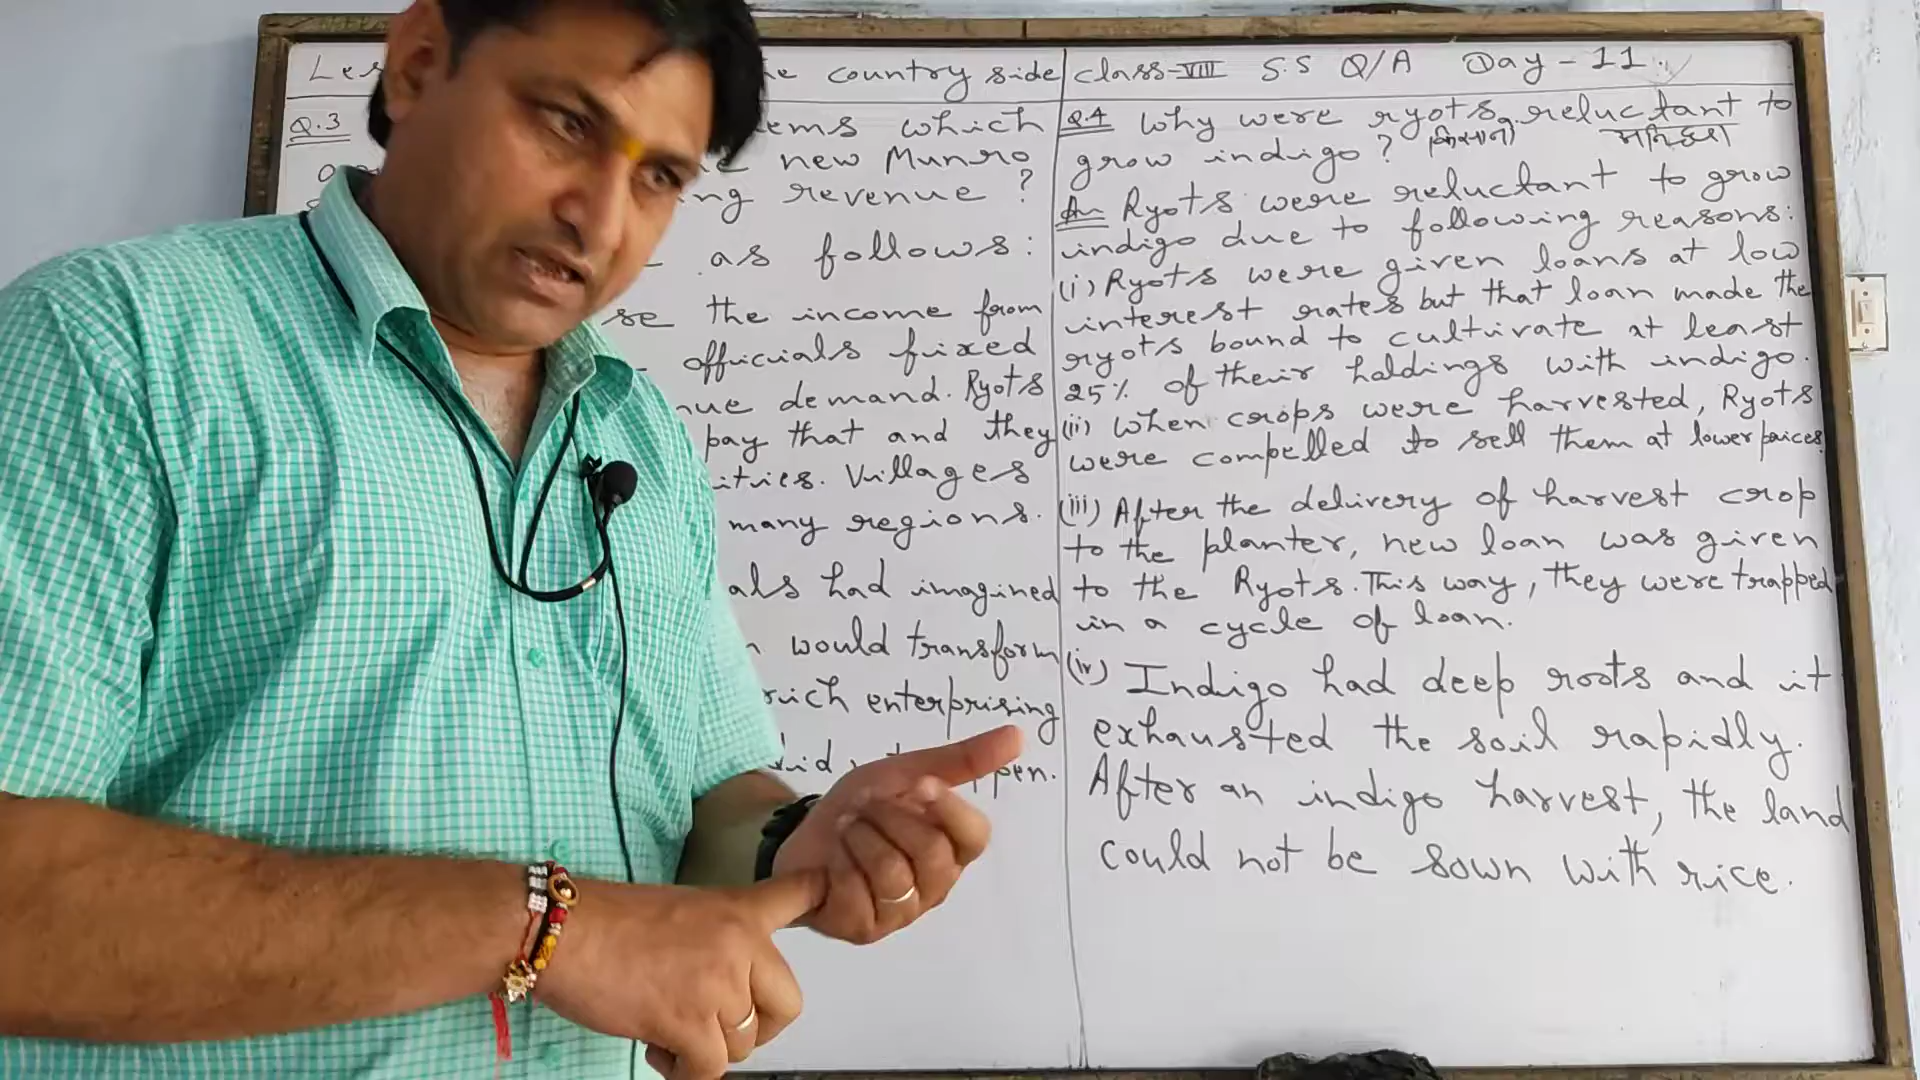 he country side
Q.3
ems which
e new Munro
ng revenue ?
as follows :
se the income from
officials fixed
nue demand. Ryots
pay that and they
ities. Villages
many regions.
als had imagined
would transform
rich enterprising
pen.
class-VIII S.S Q/A Day - 11
Q.4 Why were ryots reluctant to
(किसान)
grow indigo ?
Ans Ryots were reluctant to grow
indigo due to following reasons:
(i) Ryots were given loans at low
interest rates but that loan made the
ryots bound to cultivate at least
25% of their holdings with indigo.
(ii) When crops were harvested, Ryots
were compelled to sell them at lower prices
(iii) After the delivery of harvest crop
to the planter, new loan was given
to the Ryots. This way, they were trapped
in a cycle of loan.
(iv) Indigo had deep roots and it
exhausted the soil rapidly.
After an indigo harvest, the land
could not be sown with rice.